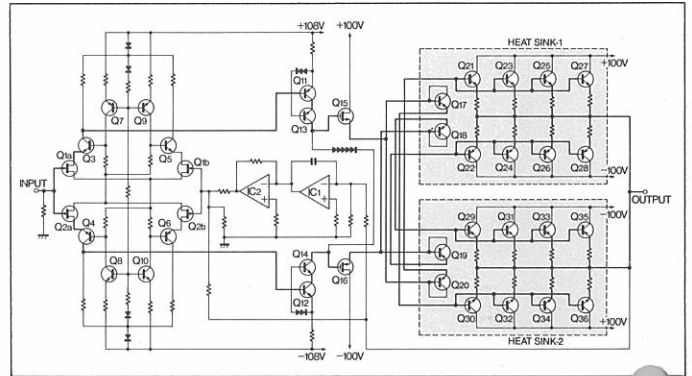 +108V
+100V
HEAT SINK-1
Q21
Q23
Q25
Q27
+100V
Q11
Q15
Q17
Q7
Q9
Q13
Q18
Q3
Q5
Q1a
Q1b
Q22
Q24
Q26
Q28
-100V
INPUT
IC2
IC1
OUTPUT
-100V
Q4
Q6
Q2a
Q2b
Q29
Q31
Q33
Q35
Q14
Q16
Q19
Q8
Q10
Q12
Q20
Q30
Q32
Q34
Q36
+100V
-108V
-100V
HEAT SINK-2